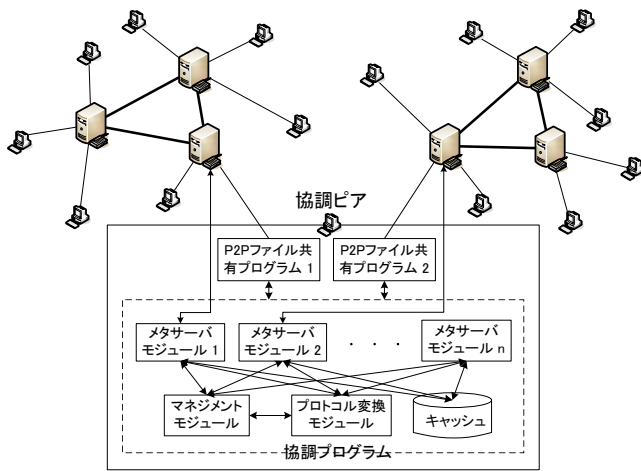 協調ピア
P2Pファイル共
有プログラム 1
P2Pファイル共
有プログラム 2
メタサーバ
モジュール 1
メタサーバ
モジュール 2
・ ・ ・
メタサーバ
モジュール n
マネジメント
モジュール
プロトコル変換
モジュール
キャッシュ
協調プログラム